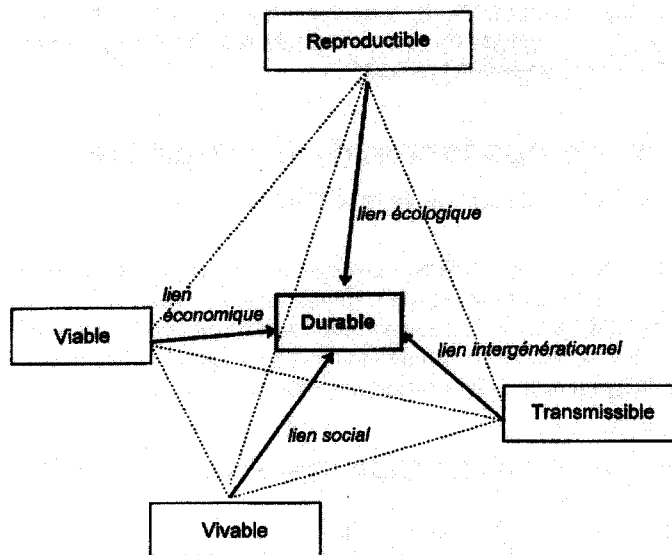 Reproductible
lien écologique
lien
économique
Viable
Durable
lien intergénérationnel
Transmissible
lien social
Vivable